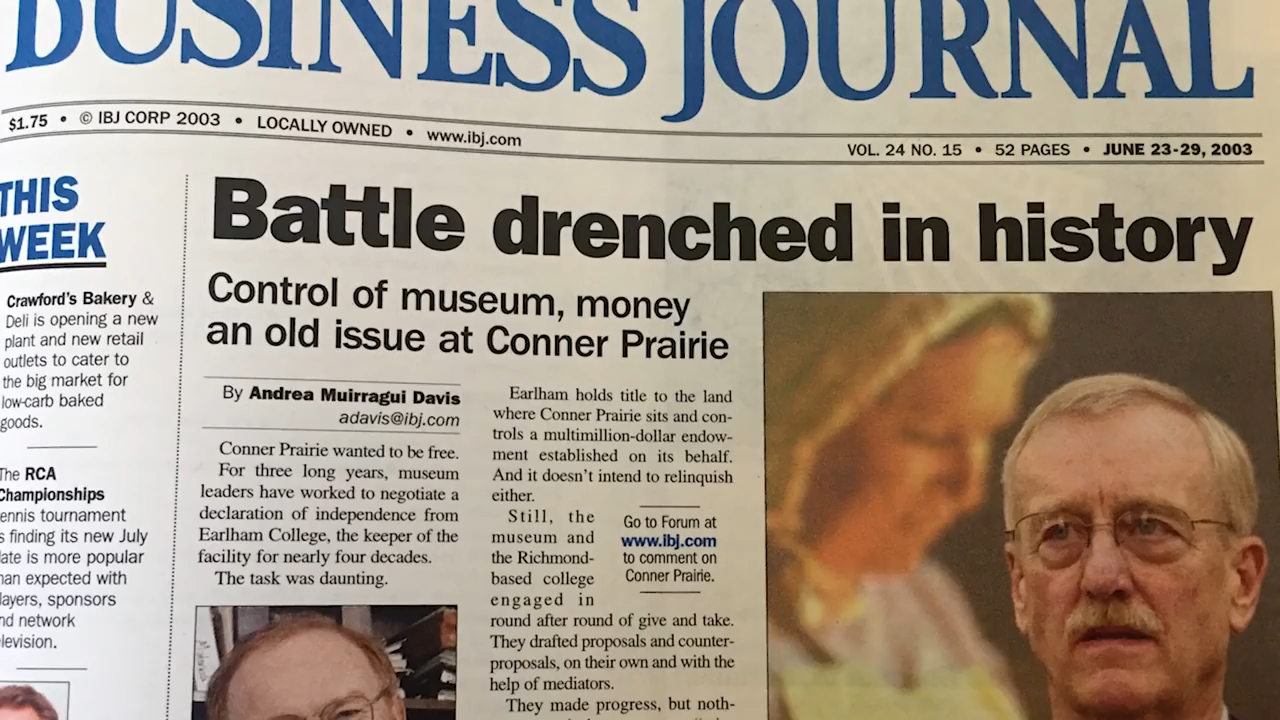 BUSINESS JOURNAL
$1.75 • © IBJ CORP 2003 • LOCALLY OWNED • www.ibj.com
VOL. 24 NO. 15 • 52 PAGES • JUNE 23-29, 2003
THIS
WEEK
Crawford's Bakery &
Deli is opening a new
plant and new retail
outlets to cater to
the big market for
low-carb baked
goods.
The RCA
Championships
tennis tournament
is finding its new July
date is more popular
than expected with
players, sponsors
and network
television.
Battle drenched in history
Control of museum, money
an old issue at Conner Prairie
By Andrea Muirragui Davis
adavis@ibj.com
Conner Prairie wanted to be free.
For three long years, museum
leaders have worked to negotiate a
declaration of independence from
Earlham College, the keeper of the
facility for nearly four decades.
The task was daunting.
Earlham holds title to the land
where Conner Prairie sits and con-
trols a multimillion-dollar endow-
ment established on its behalf.
And it doesn't intend to relinquish
either.
Still, the
museum and
the Richmond-
based college
engaged in
round after round of give and take.
They drafted proposals and counter-
proposals, on their own and with the
help of mediators.
They made progress, but noth-
Go to Forum at
www.ibj.com
to comment on
Conner Prairie.